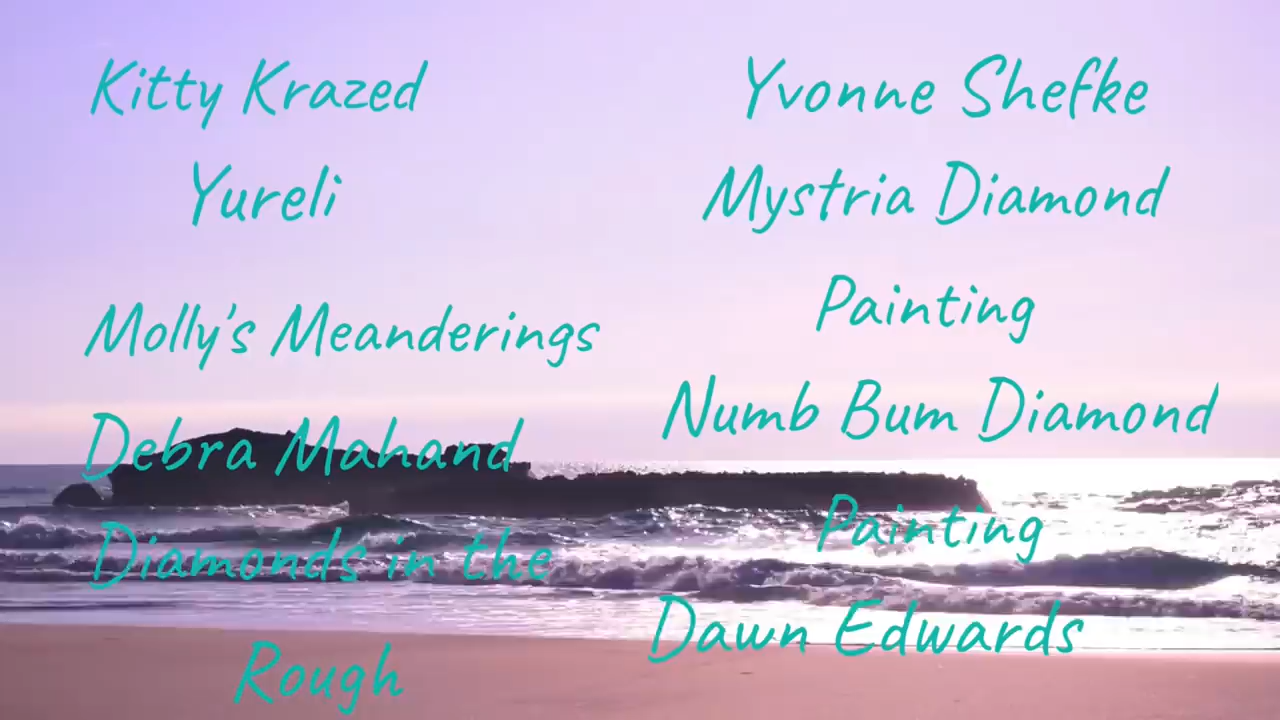 Kitty Krazed
Yureli
Molly's Meanderings
Debra Mahand
Diamonds in the
Rough
Yvonne Shefke
Mystria Diamond
Painting
Numb Bum Diamond
Painting
Dawn Edwards